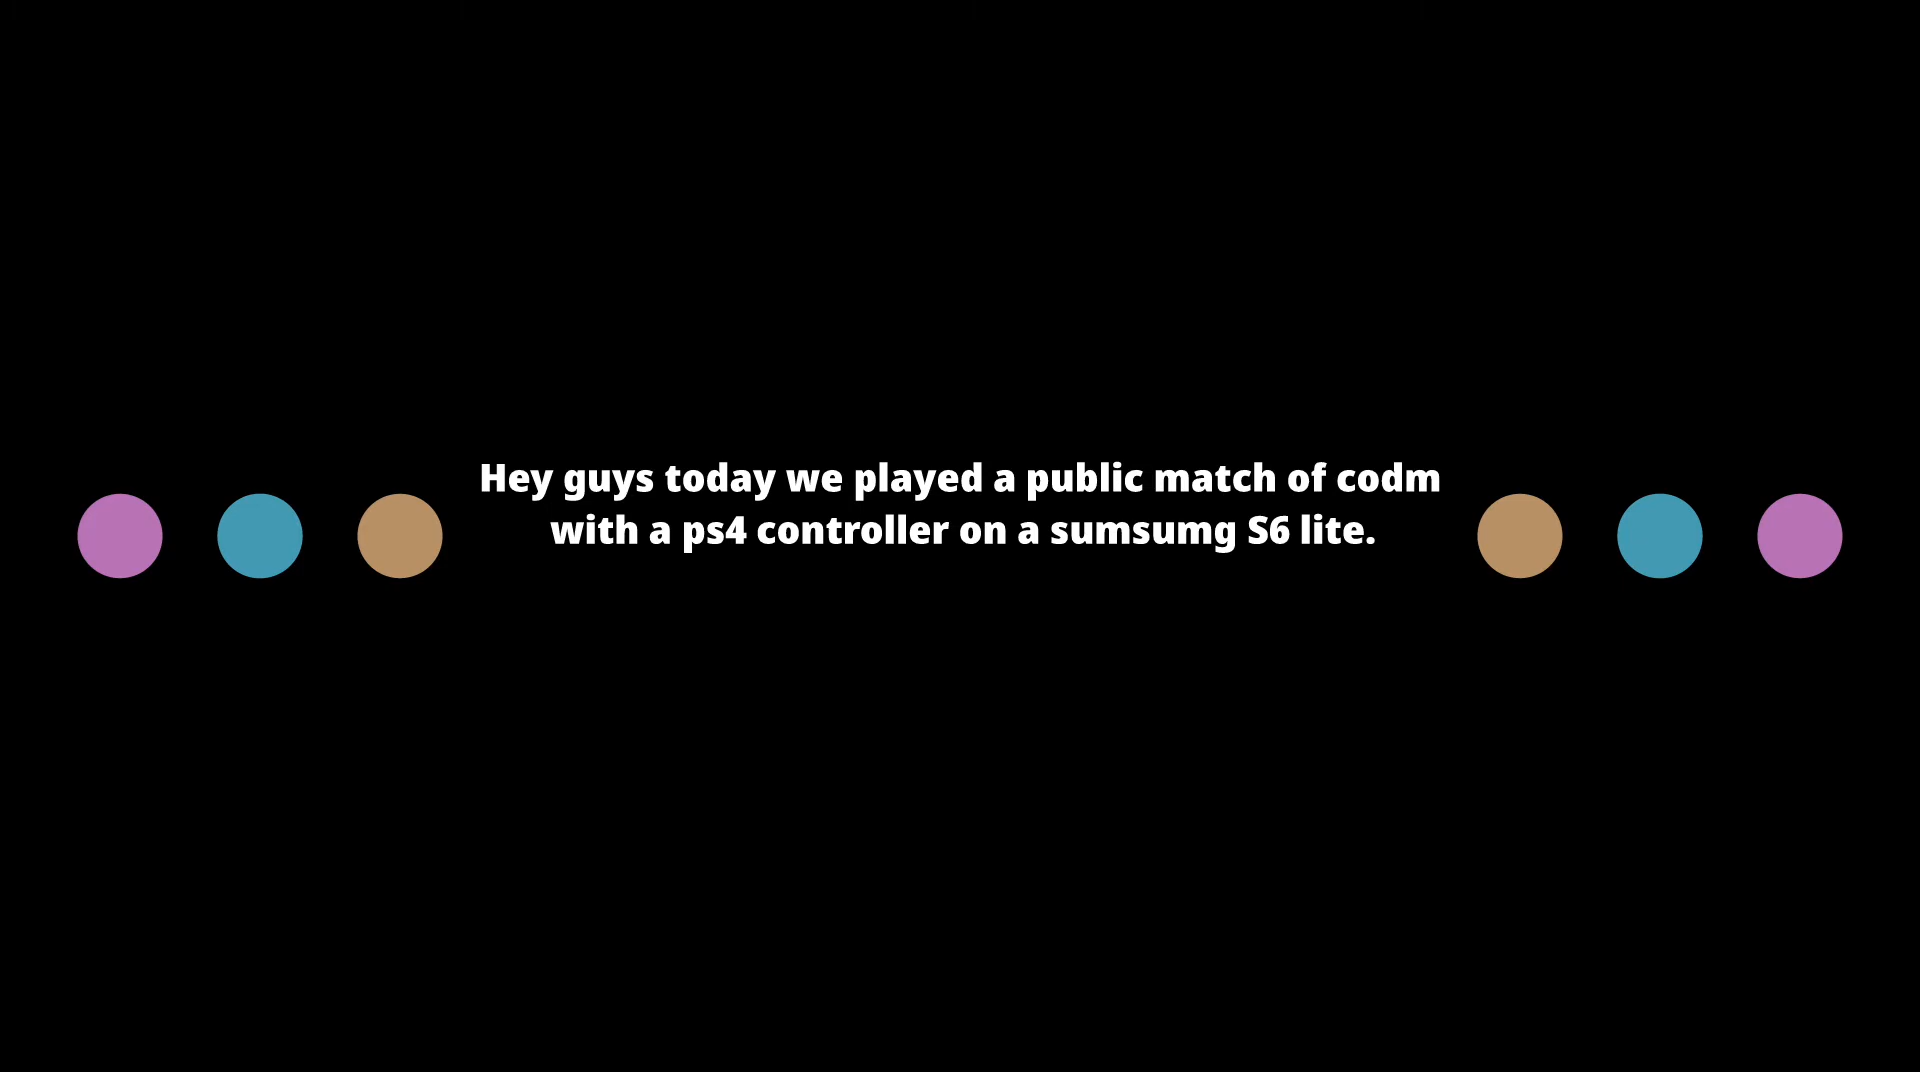 Hey guys today we played a public match of codm
with a ps4 controller on a sumsumg S6 lite.